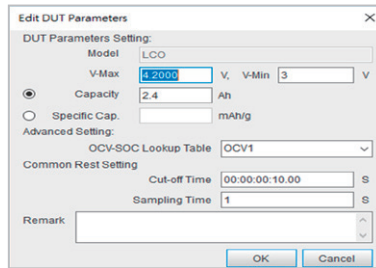 Edit DUT Parameters
DUT Parameters Setting:
Model LCO
V-Max 4.2000 V, V-Min 3 V
Capacity 2.4 Ah
Specific Cap. mAh/g
Advanced Setting:
OCV-SOC Lookup Table OCV1
Common Rest Setting
Cut-off Time 00:00:00:10.00 S
Sampling Time 1 S
Remark
OK Cancel